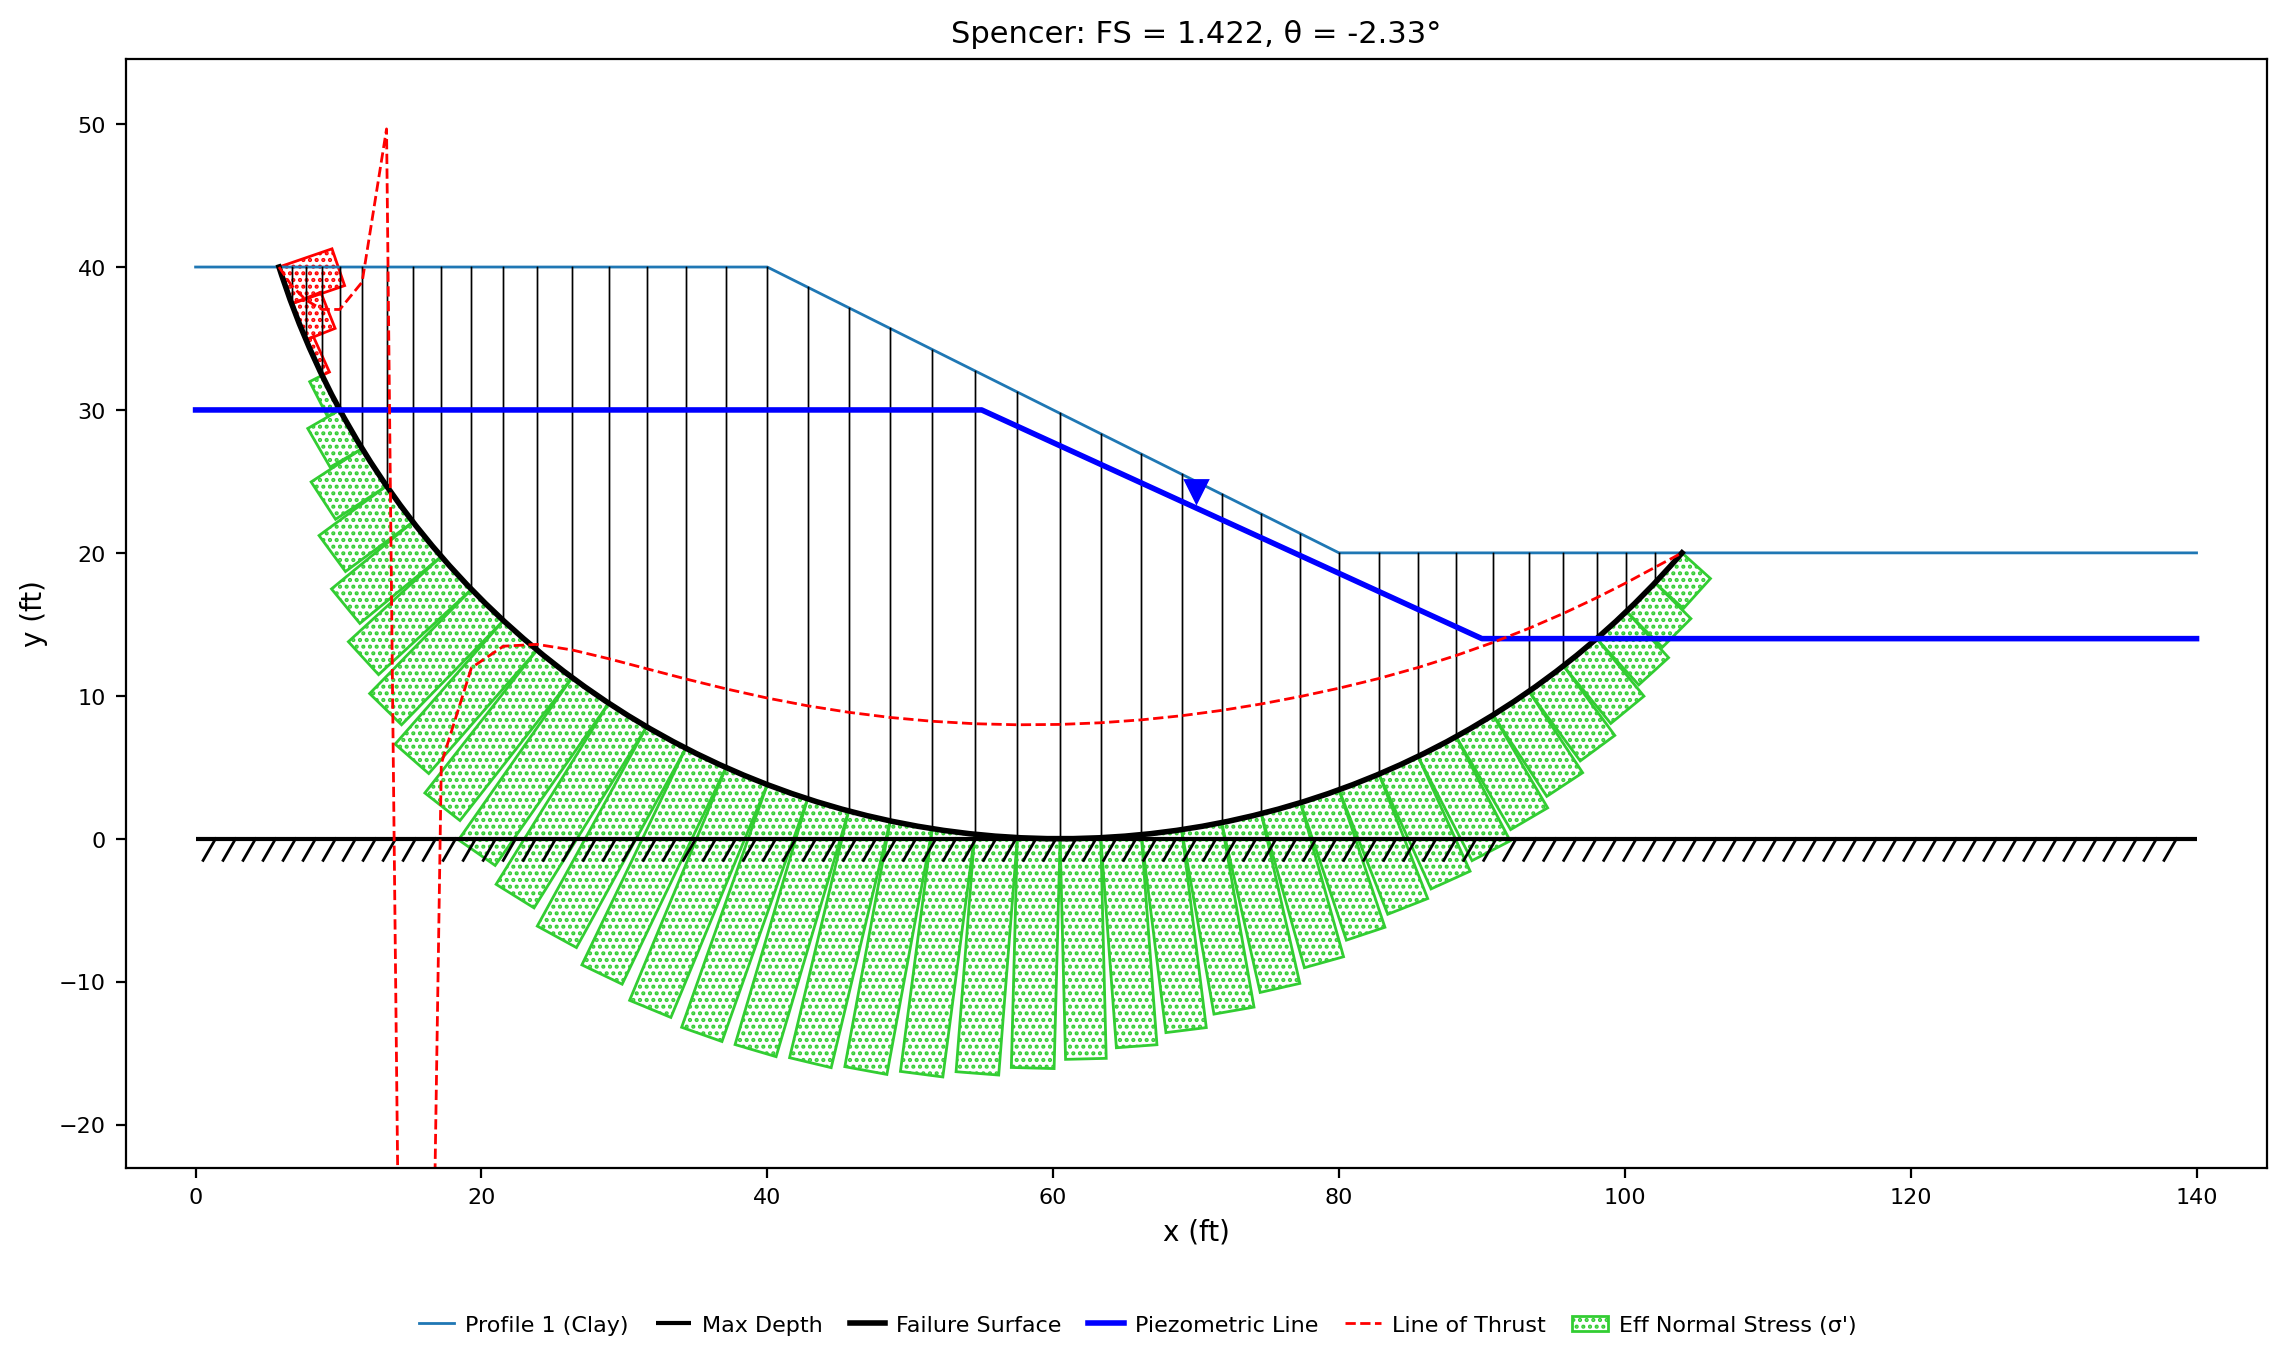 Spencer: FS = 1.422, θ = -2.33°
y (ft)
50
40
30
20
10
0
−10
−20
0 20 40 60 80 100 120 140
x (ft)
Profile 1 (Clay) Max Depth Failure Surface Piezometric Line Line of Thrust Eff Normal Stress (σ')